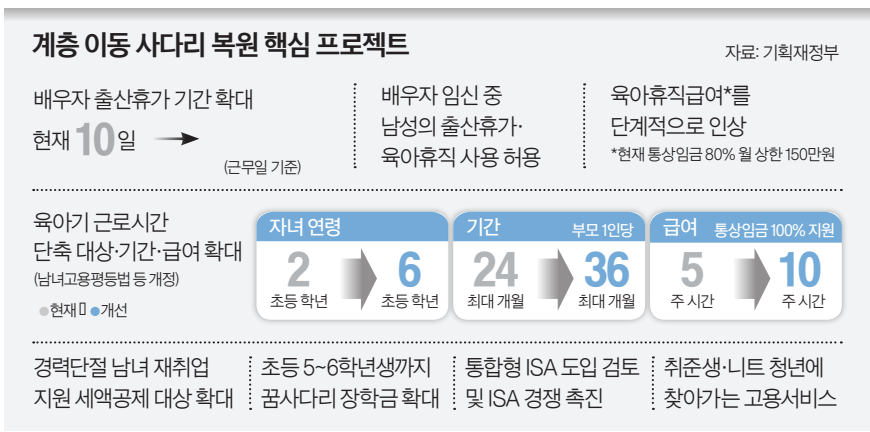 계층 이동 사다리 복원 핵심 프로젝트
자료: 기획재정부
배우자 출산휴가 기간 확대
현재 10일
(근무일 기준)
배우자 임신 중
남성의 출산휴가·
육아휴직 사용 허용
육아휴직급여*를
단계적으로 인상
*현재 통상임금 80% 월 상한 150만원
육아기 근로시간
단축 대상·기간·급여 확대
(남녀고용평등법 등 개정)
●현재▯ ●개선
자녀 연령
2
초등 학년
6
초등 학년
기간
부모 1인당
24
최대 개월
36
최대 개월
급여
통상임금 100% 지원
5
주 시간
10
주 시간
경력단절 남녀 재취업
지원 세액공제 대상 확대
초등 5~6학년생까지
꿈사다리 장학금 확대
통합형 ISA 도입 검토
및 ISA 경쟁 촉진
취준생·니트 청년에
찾아가는 고용서비스